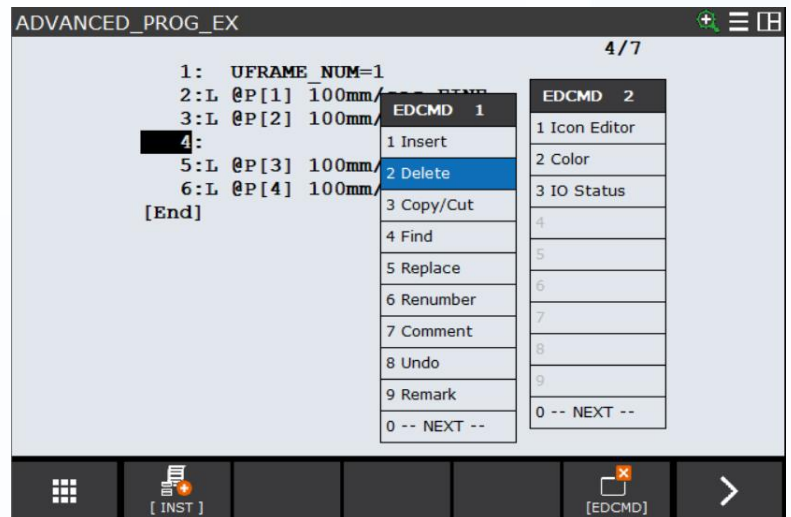 ADVANCED_PROG_EX
4/7
1: UFRAME_NUM=1
2:L @P[1] 100mm/
3:L @P[2] 100mm/
4:
5:L @P[3] 100mm/
6:L @P[4] 100mm/
[End]
EDCMD 1
1 Insert
2 Delete
3 Copy/Cut
4 Find
5 Replace
6 Renumber
7 Comment
8 Undo
9 Remark
0 -- NEXT --
EDCMD 2
1 Icon Editor
2 Color
3 IO Status
4
5
6
7
8
9
0 -- NEXT --
[ INST ]
[EDCMD]